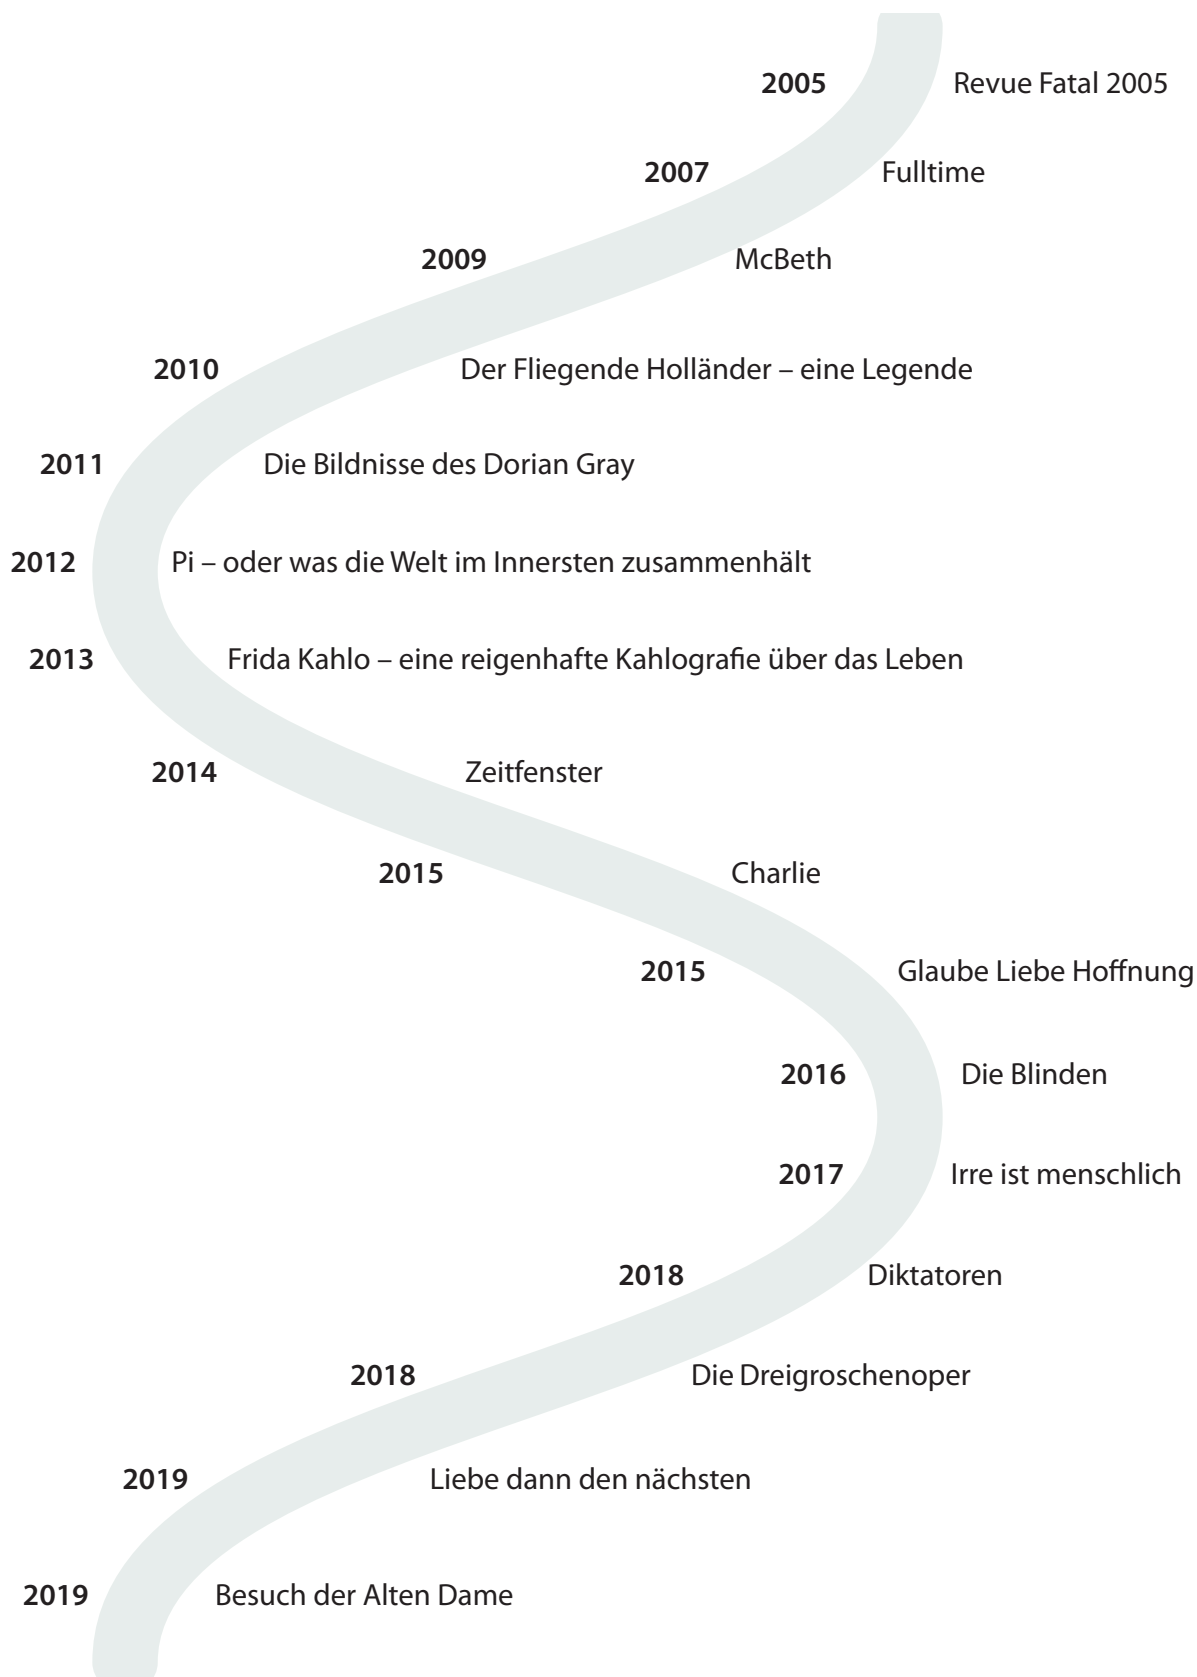 2005 Revue Fatal 2005
2007 Fulltime
2009 McBeth
2010 Der Fliegende Holländer – eine Legende
2011 Die Bildnisse des Dorian Gray
2012 Pi – oder was die Welt im Innersten zusammenhält
2013 Frida Kahlo – eine reigenhafte Kahlografie über das Leben
2014 Zeitfenster
2015 Charlie
2015 Glaube Liebe Hoffnung
2016 Die Blinden
2017 Irre ist menschlich
2018 Diktatoren
2018 Die Dreigroschenoper
2019 Liebe dann den nächsten
2019 Besuch der Alten Dame